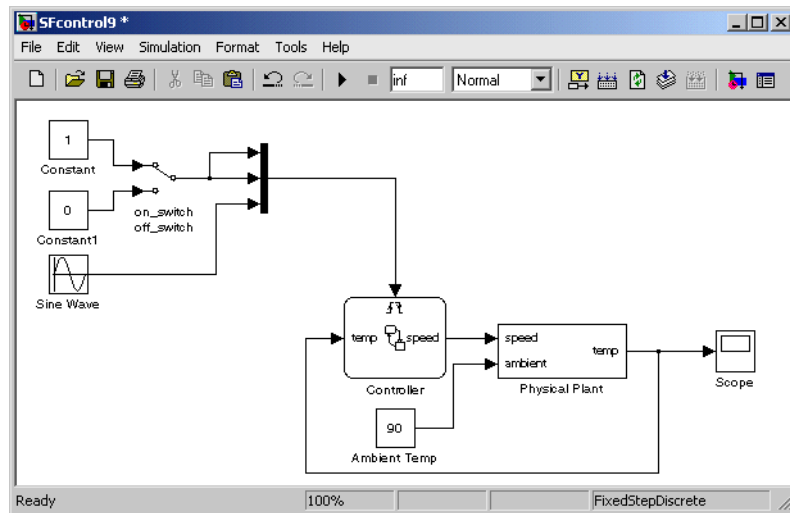 SFcontrol9 *
File Edit View Simulation Format Tools Help
inf Normal
1
Constant
0
Constant1
on_switch
off_switch
Sine Wave
temp speed
Controller
speed
ambient
temp
Physical Plant
Scope
90
Ambient Temp
Ready 100% FixedStepDiscrete